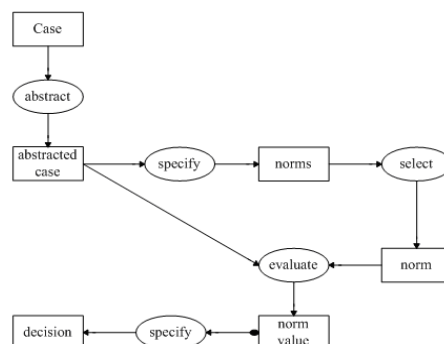 Case
abstract
abstracted
case
specify
norms
select
evaluate
norm
decision
specify
norm
value